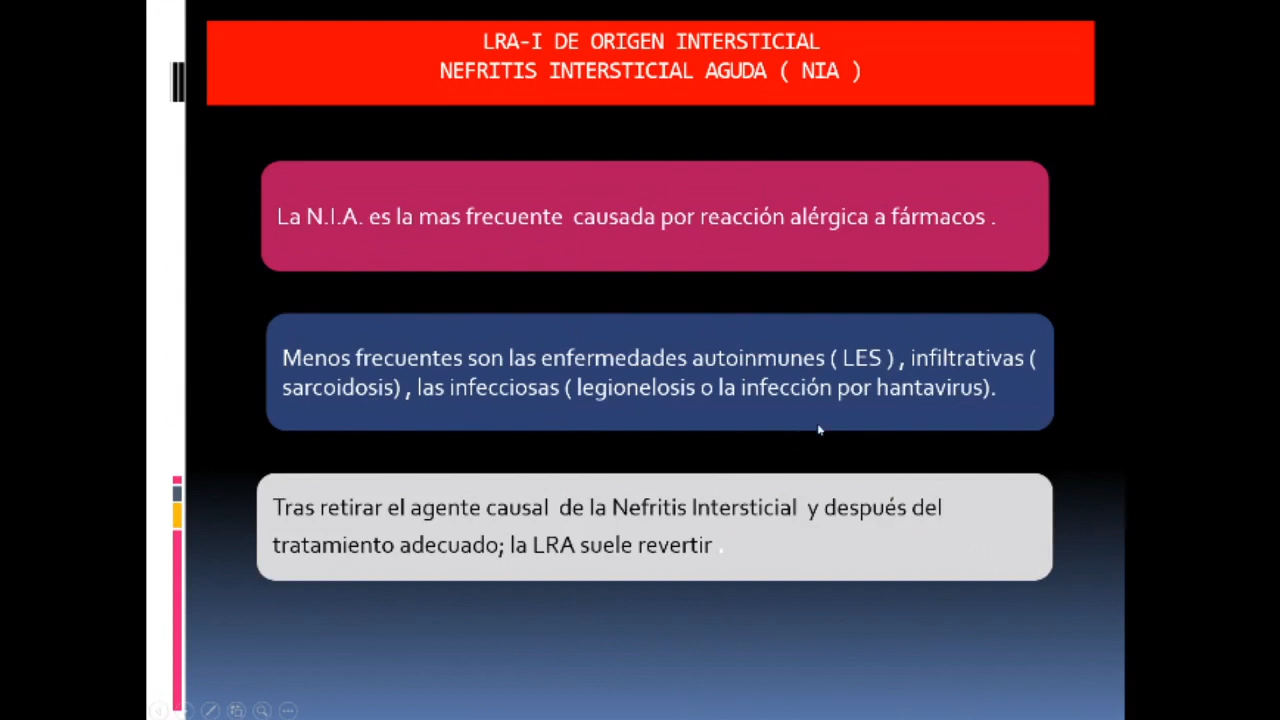 LRA-I DE ORIGEN INTERSTICIAL
NEFRITIS INTERSTICIAL AGUDA ( NIA )
La N.I.A. es la mas frecuente causada por reacción alérgica a fármacos .
Menos frecuentes son las enfermedades autoinmunes ( LES ) , infiltrativas (
sarcoidosis) , las infecciosas ( legionelosis o la infección por hantavirus).
Tras retirar el agente causal de la Nefritis Intersticial y después del
tratamiento adecuado; la LRA suele revertir .